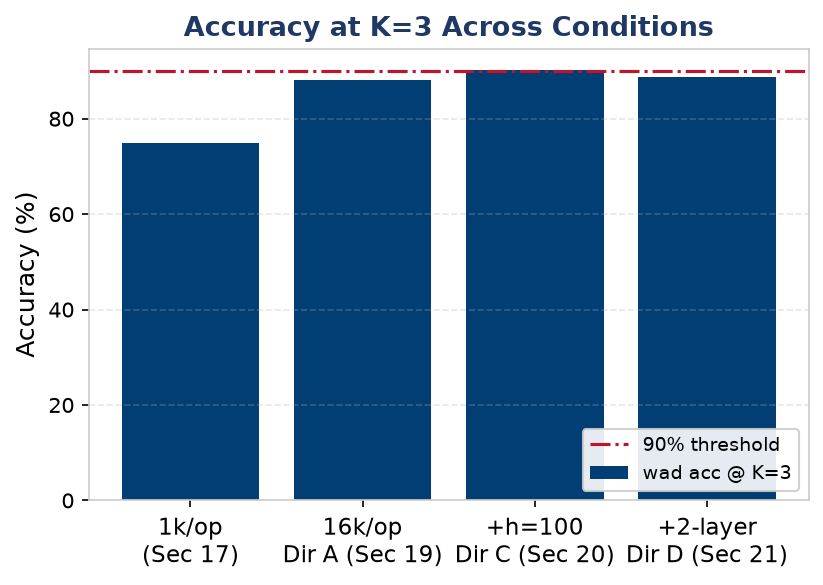 Accuracy at K=3 Across Conditions
Accuracy (%)
80
60
40
20
0
90% threshold
wad acc @ K=3
1k/op
(Sec 17)
16k/op
Dir A (Sec 19)
+h=100
Dir C (Sec 20)
+2-layer
Dir D (Sec 21)